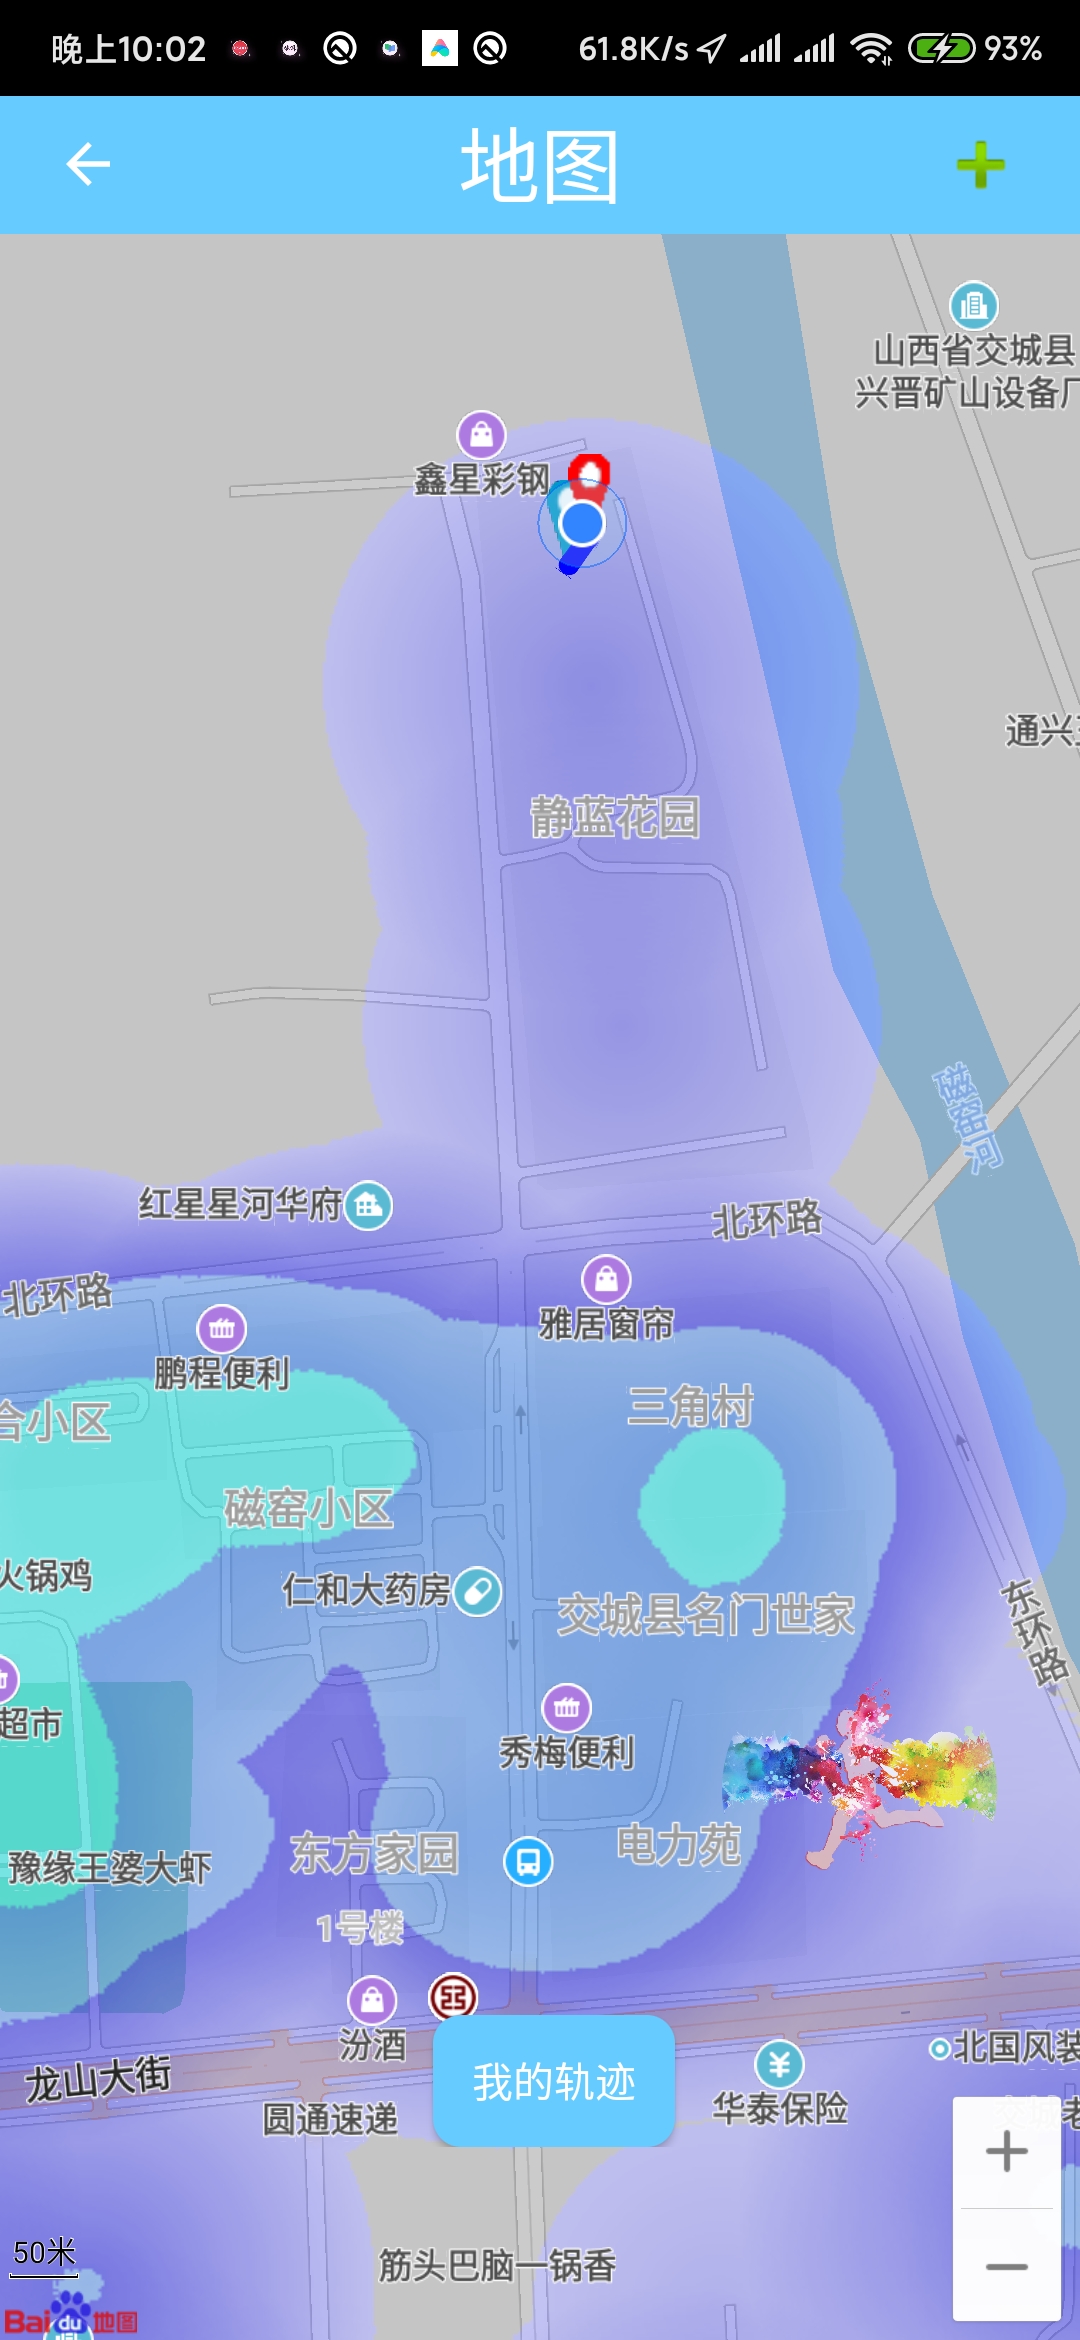 晚上10:02
61.8K/s
93%
地图
山西省交城县
兴晋矿山设备厂
鑫星彩钢
通兴
静蓝花园
磁窑河
红星星河华府
北环路
北环路
雅居窗帘
鹏程便利
三角村
合小区
磁窑小区
火锅鸡
仁和大药房
交城县名门世家
东环路
超市
秀梅便利
东方家园
电力苑
豫缘王婆大虾
1号楼
汾酒
龙山大街
我的轨迹
北国风装
华泰保险
圆通速递
50米
筋头巴脑一锅香
Bai du 地图